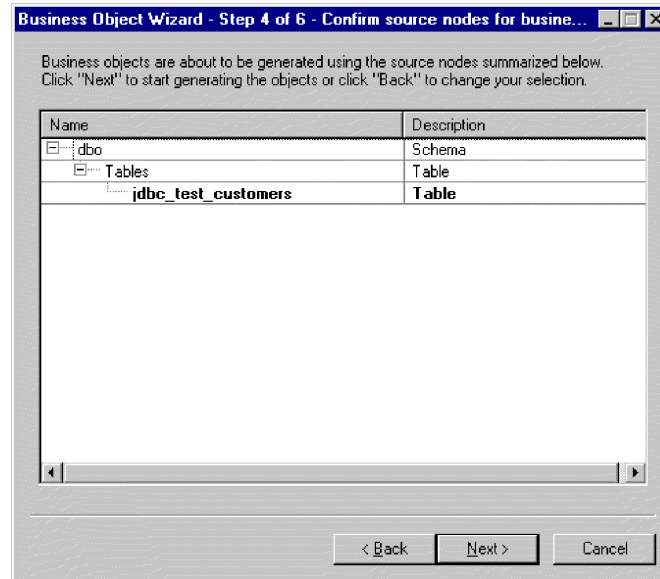 Business Object Wizard - Step 4 of 6 - Confirm source nodes for busine...
Business objects are about to be generated using the source nodes summarized below.
Click "Next" to start generating the objects or click "Back" to change your selection.
Name Description
dbo Schema
Tables Table
jdbc_test_customers Table
< Back Next > Cancel